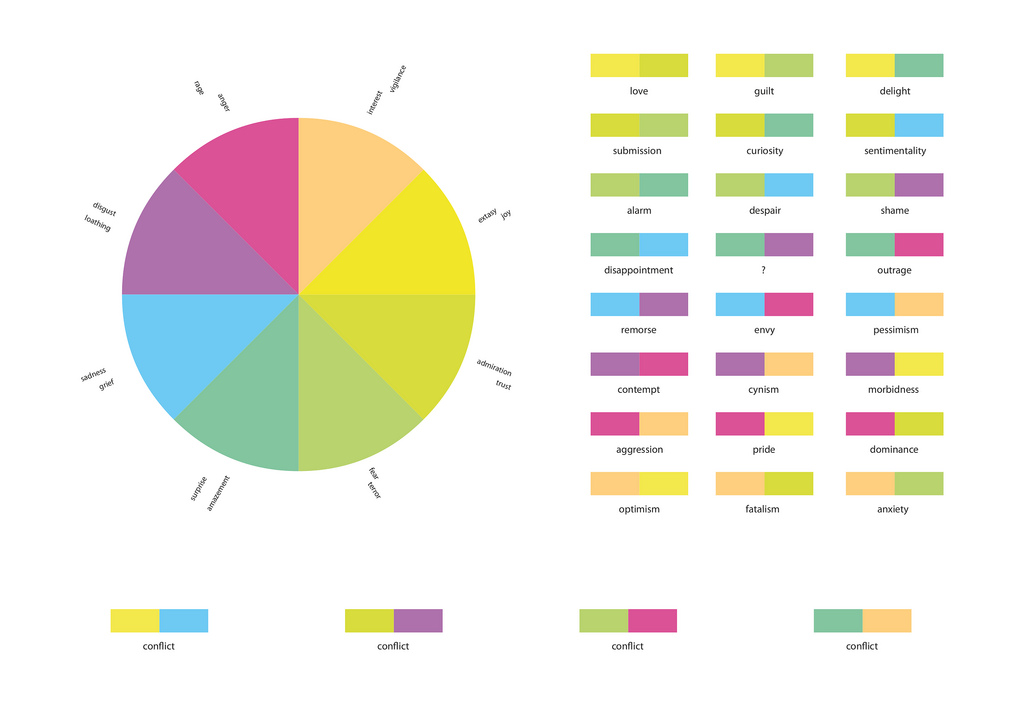 rage
anger
interest
vigilance
disgust
loathing
extasy
joy
sadness
grief
admiration
trust
surprise
amazement
fear
terror
love
guilt
delight
submission
curiosity
sentimentality
alarm
despair
shame
disappointment
?
outrage
remorse
envy
pessimism
contempt
cynism
morbidness
aggression
pride
dominance
optimism
fatalism
anxiety
conflict
conflict
conflict
conflict